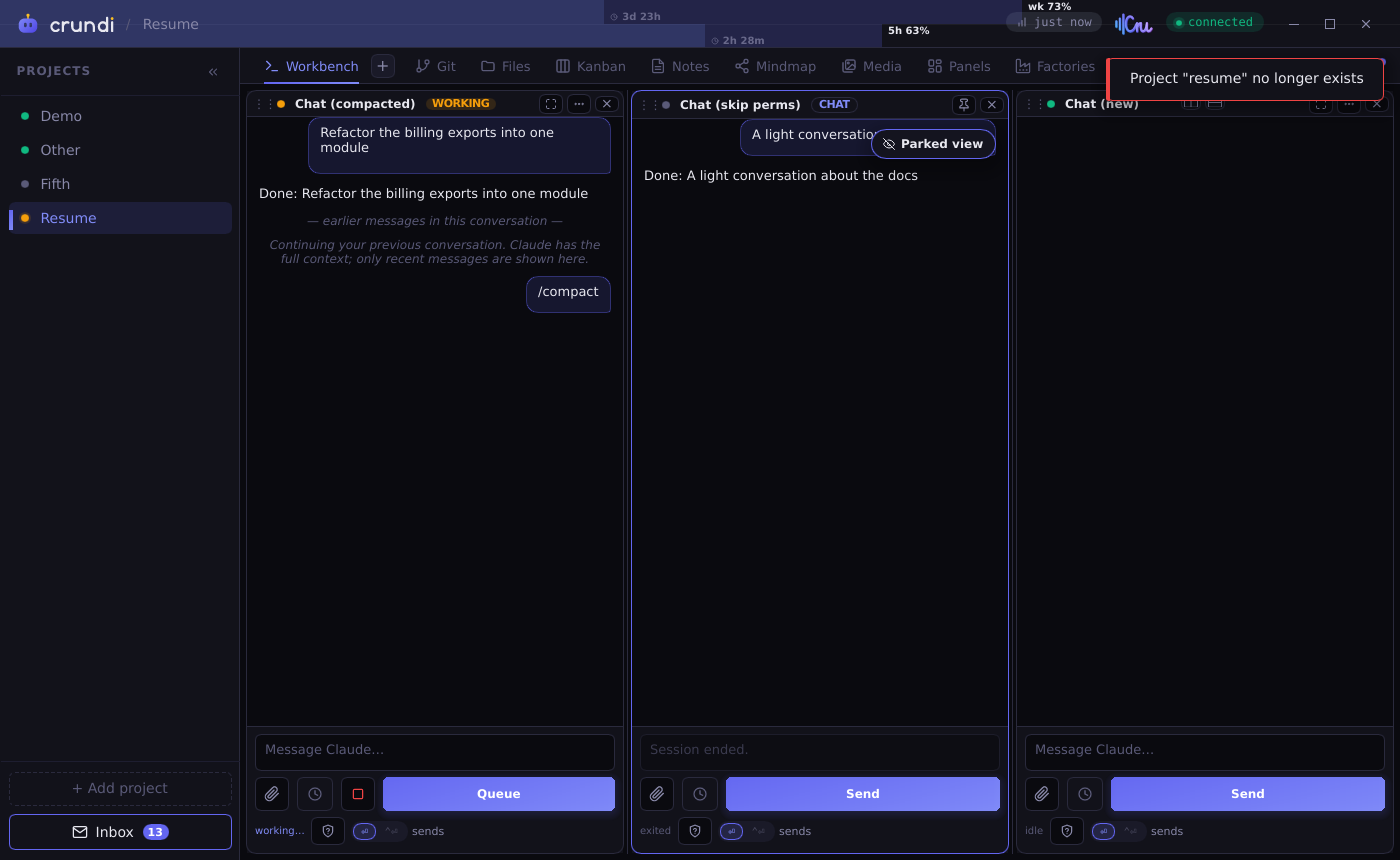 crundi / Resume
3d 23h
wk 73%
2h 28m
5h 63%
just now
Cru
connected
PROJECTS
Demo
Other
Fifth
Resume
+ Add project
Inbox 13
Workbench
Git
Files
Kanban
Notes
Mindmap
Media
Panels
Factories
Project "resume" no longer exists
Chat (compacted) WORKING
Refactor the billing exports into one
module
Done: Refactor the billing exports into one module
— earlier messages in this conversation —
Continuing your previous conversation. Claude has the
full context; only recent messages are shown here.
/compact
Message Claude...
Queue
working...
sends
Chat (skip perms) CHAT
A light conversation
Parked view
Done: A light conversation about the docs
Session ended.
Send
exited
sends
Chat (new)
Message Claude...
Send
idle
sends